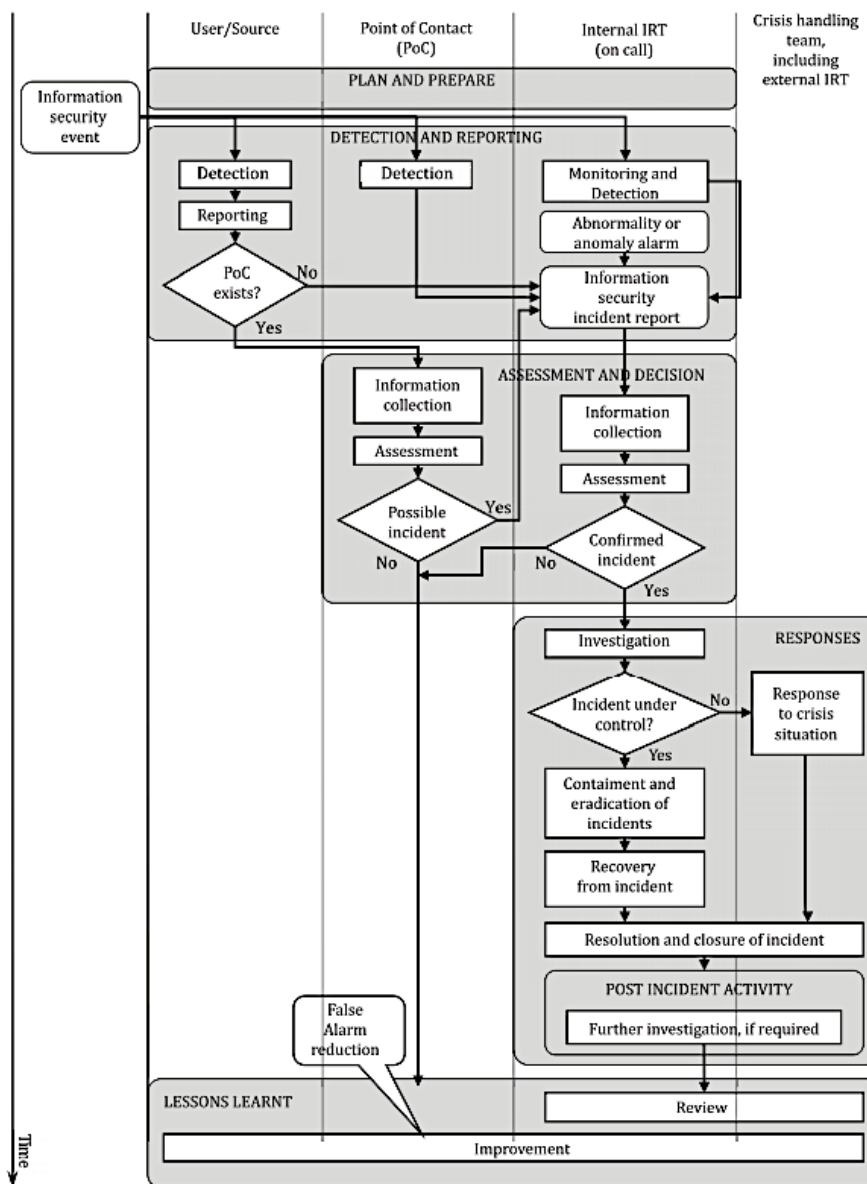 User/Source
Point of Contact
(PoC)
Internal IRT
(on call)
Crisis handling
team,
including
external IRT
PLAN AND PREPARE
Information
security
event
DETECTION AND REPORTING
Detection
Detection
Monitoring and
Detection
Reporting
Abnormality or
anomaly alarm
PoC
exists?
No
Information
security
incident report
Yes
ASSESSMENT AND DECISION
Information
collection
Information
collection
Assessment
Assessment
Possible
incident
Yes
Confirmed
incident
No
No
Yes
Investigation
RESPONSES
Incident under
control?
No
Response
to crisis
situation
Yes
Contaiment and
eradication of
incidents
Recovery
from incident
Resolution and closure of incident
POST INCIDENT ACTIVITY
Further investigation, if required
False
Alarm
reduction
LESSONS LEARNT
Review
Improvement
Time